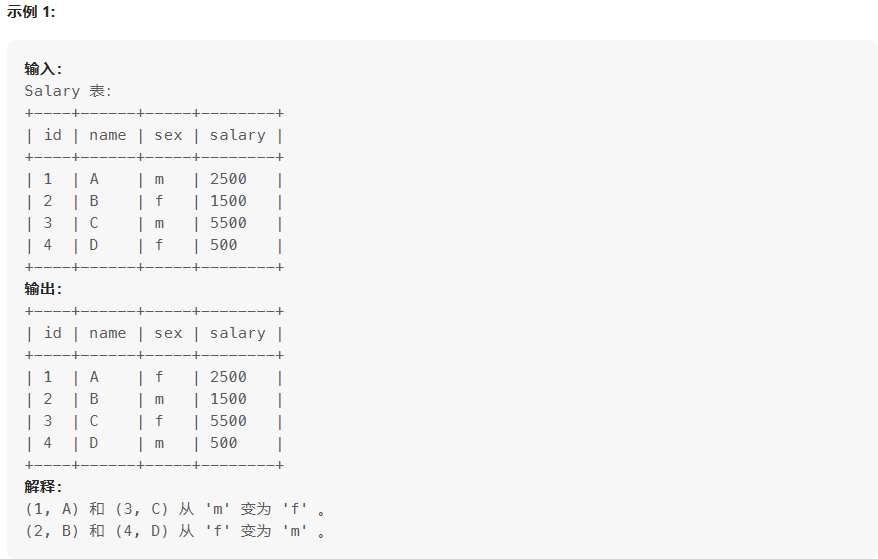 示例 1:
输入：
Salary 表：
+----+------+-----+--------+
| id | name | sex | salary |
+----+------+-----+--------+
| 1  | A    | m   | 2500   |
| 2  | B    | f   | 1500   |
| 3  | C    | m   | 5500   |
| 4  | D    | f   | 500    |
+----+------+-----+--------+
输出：
+----+------+-----+--------+
| id | name | sex | salary |
+----+------+-----+--------+
| 1  | A    | f   | 2500   |
| 2  | B    | m   | 1500   |
| 3  | C    | f   | 5500   |
| 4  | D    | m   | 500    |
+----+------+-----+--------+
解释：
(1, A) 和 (3, C) 从 'm' 变为 'f' 。
(2, B) 和 (4, D) 从 'f' 变为 'm' 。